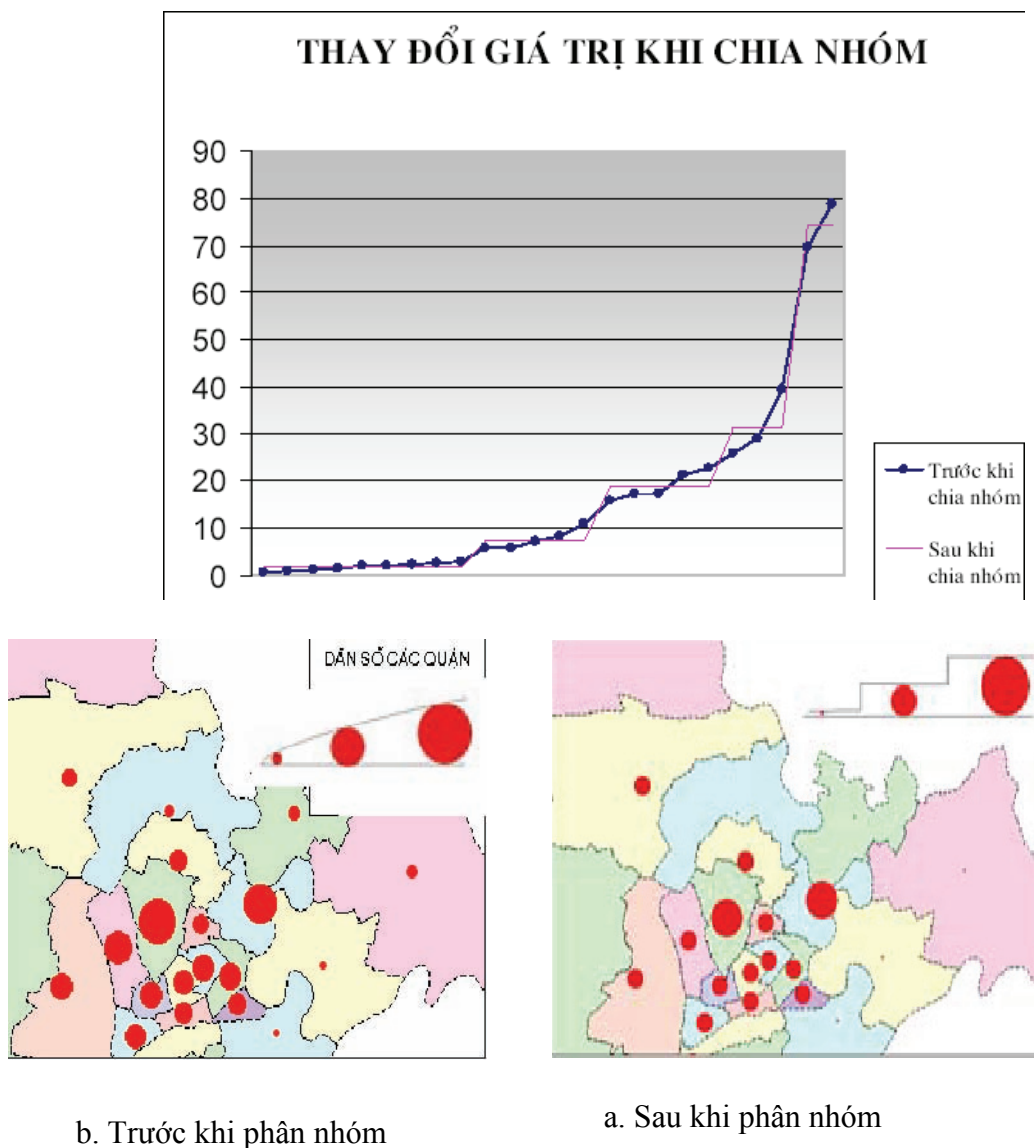 THAY ĐỔI GIÁ TRỊ KHI CHIA NHÓM
90
80
70
60
50
40
30
20
10
0
Trước khi
chia nhóm
Sau khi
chia nhóm
DÂN SỐ CÁC QUẬN
b. Trước khi phân nhóm
a. Sau khi phân nhóm